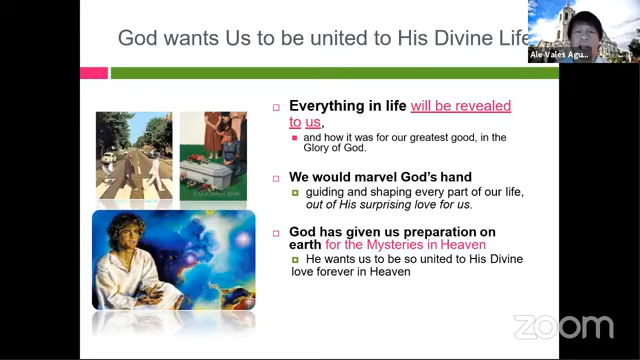 God wants Us to be united to His Divine Life
Ale Vales Agu...
Everything in life will be revealed
to us,
and how it was for our greatest good, in the
Glory of God.
We would marvel God's hand
guiding and shaping every part of our life,
out of His surprising love for us.
God has given us preparation on
earth for the Mysteries in Heaven
He wants us to be so united to His Divine
love forever in Heaven
zoom